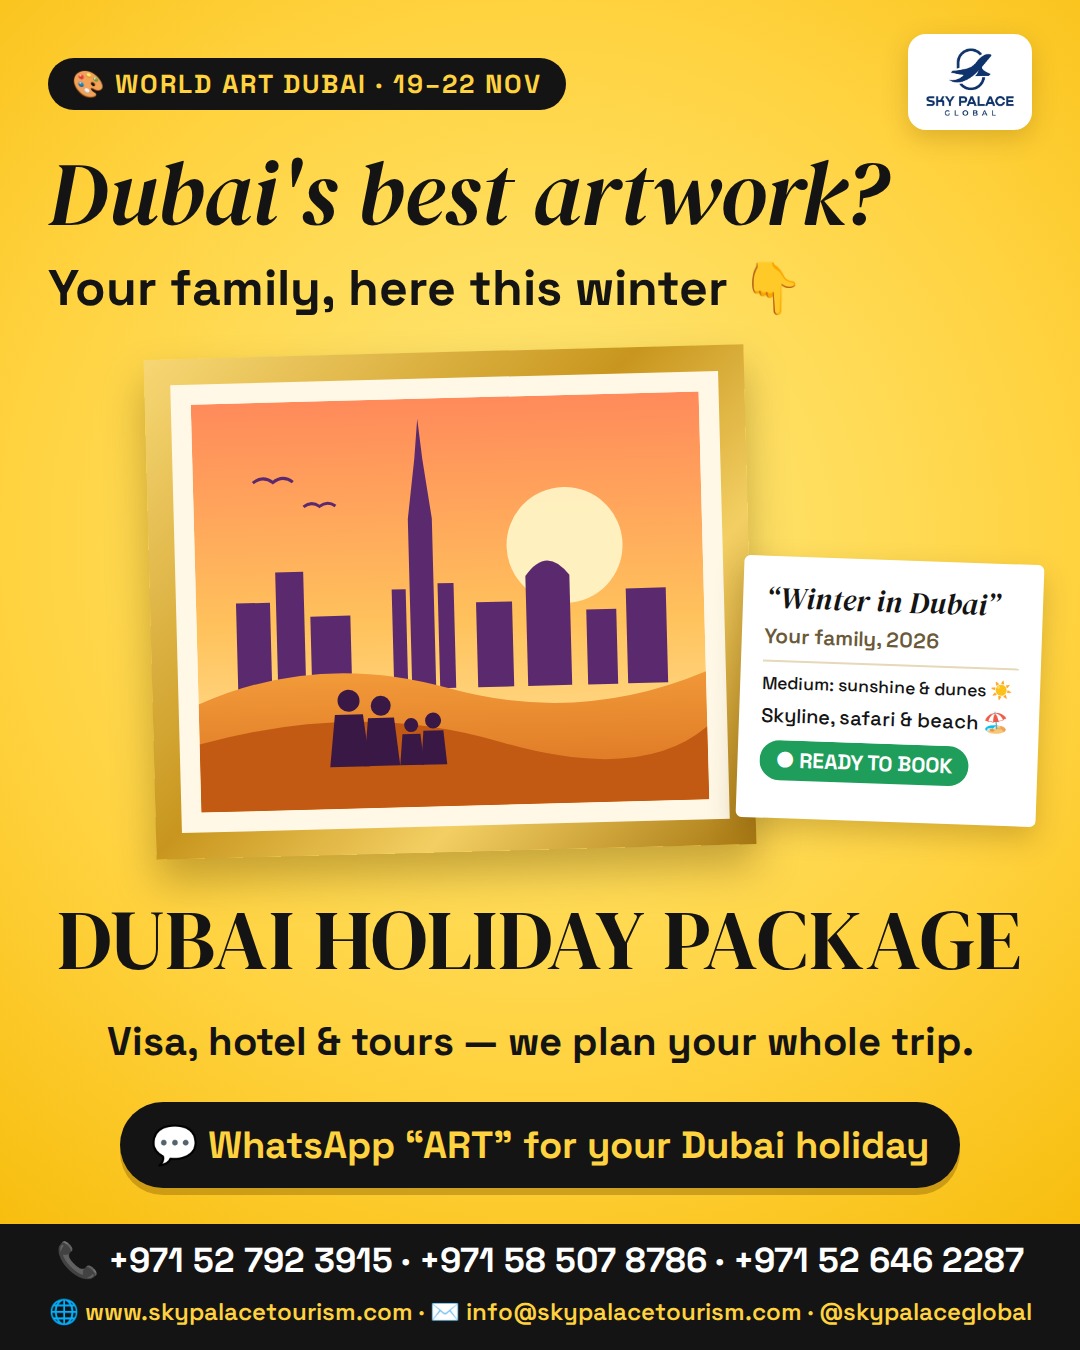 🎨 WORLD ART DUBAI · 19–22 NOV
SKY PALACE
GLOBAL
Dubai's best artwork?
Your family, here this winter 👇
“Winter in Dubai”
Your family, 2026
Medium: sunshine & dunes ☀️
Skyline, safari & beach 🏖️
READY TO BOOK
DUBAI HOLIDAY PACKAGE
Visa, hotel & tours — we plan your whole trip.
💬 WhatsApp “ART” for your Dubai holiday
📞 +971 52 792 3915 · +971 58 507 8786 · +971 52 646 2287
🌐 www.skypalacetourism.com · ✉️ info@skypalacetourism.com · @skypalaceglobal